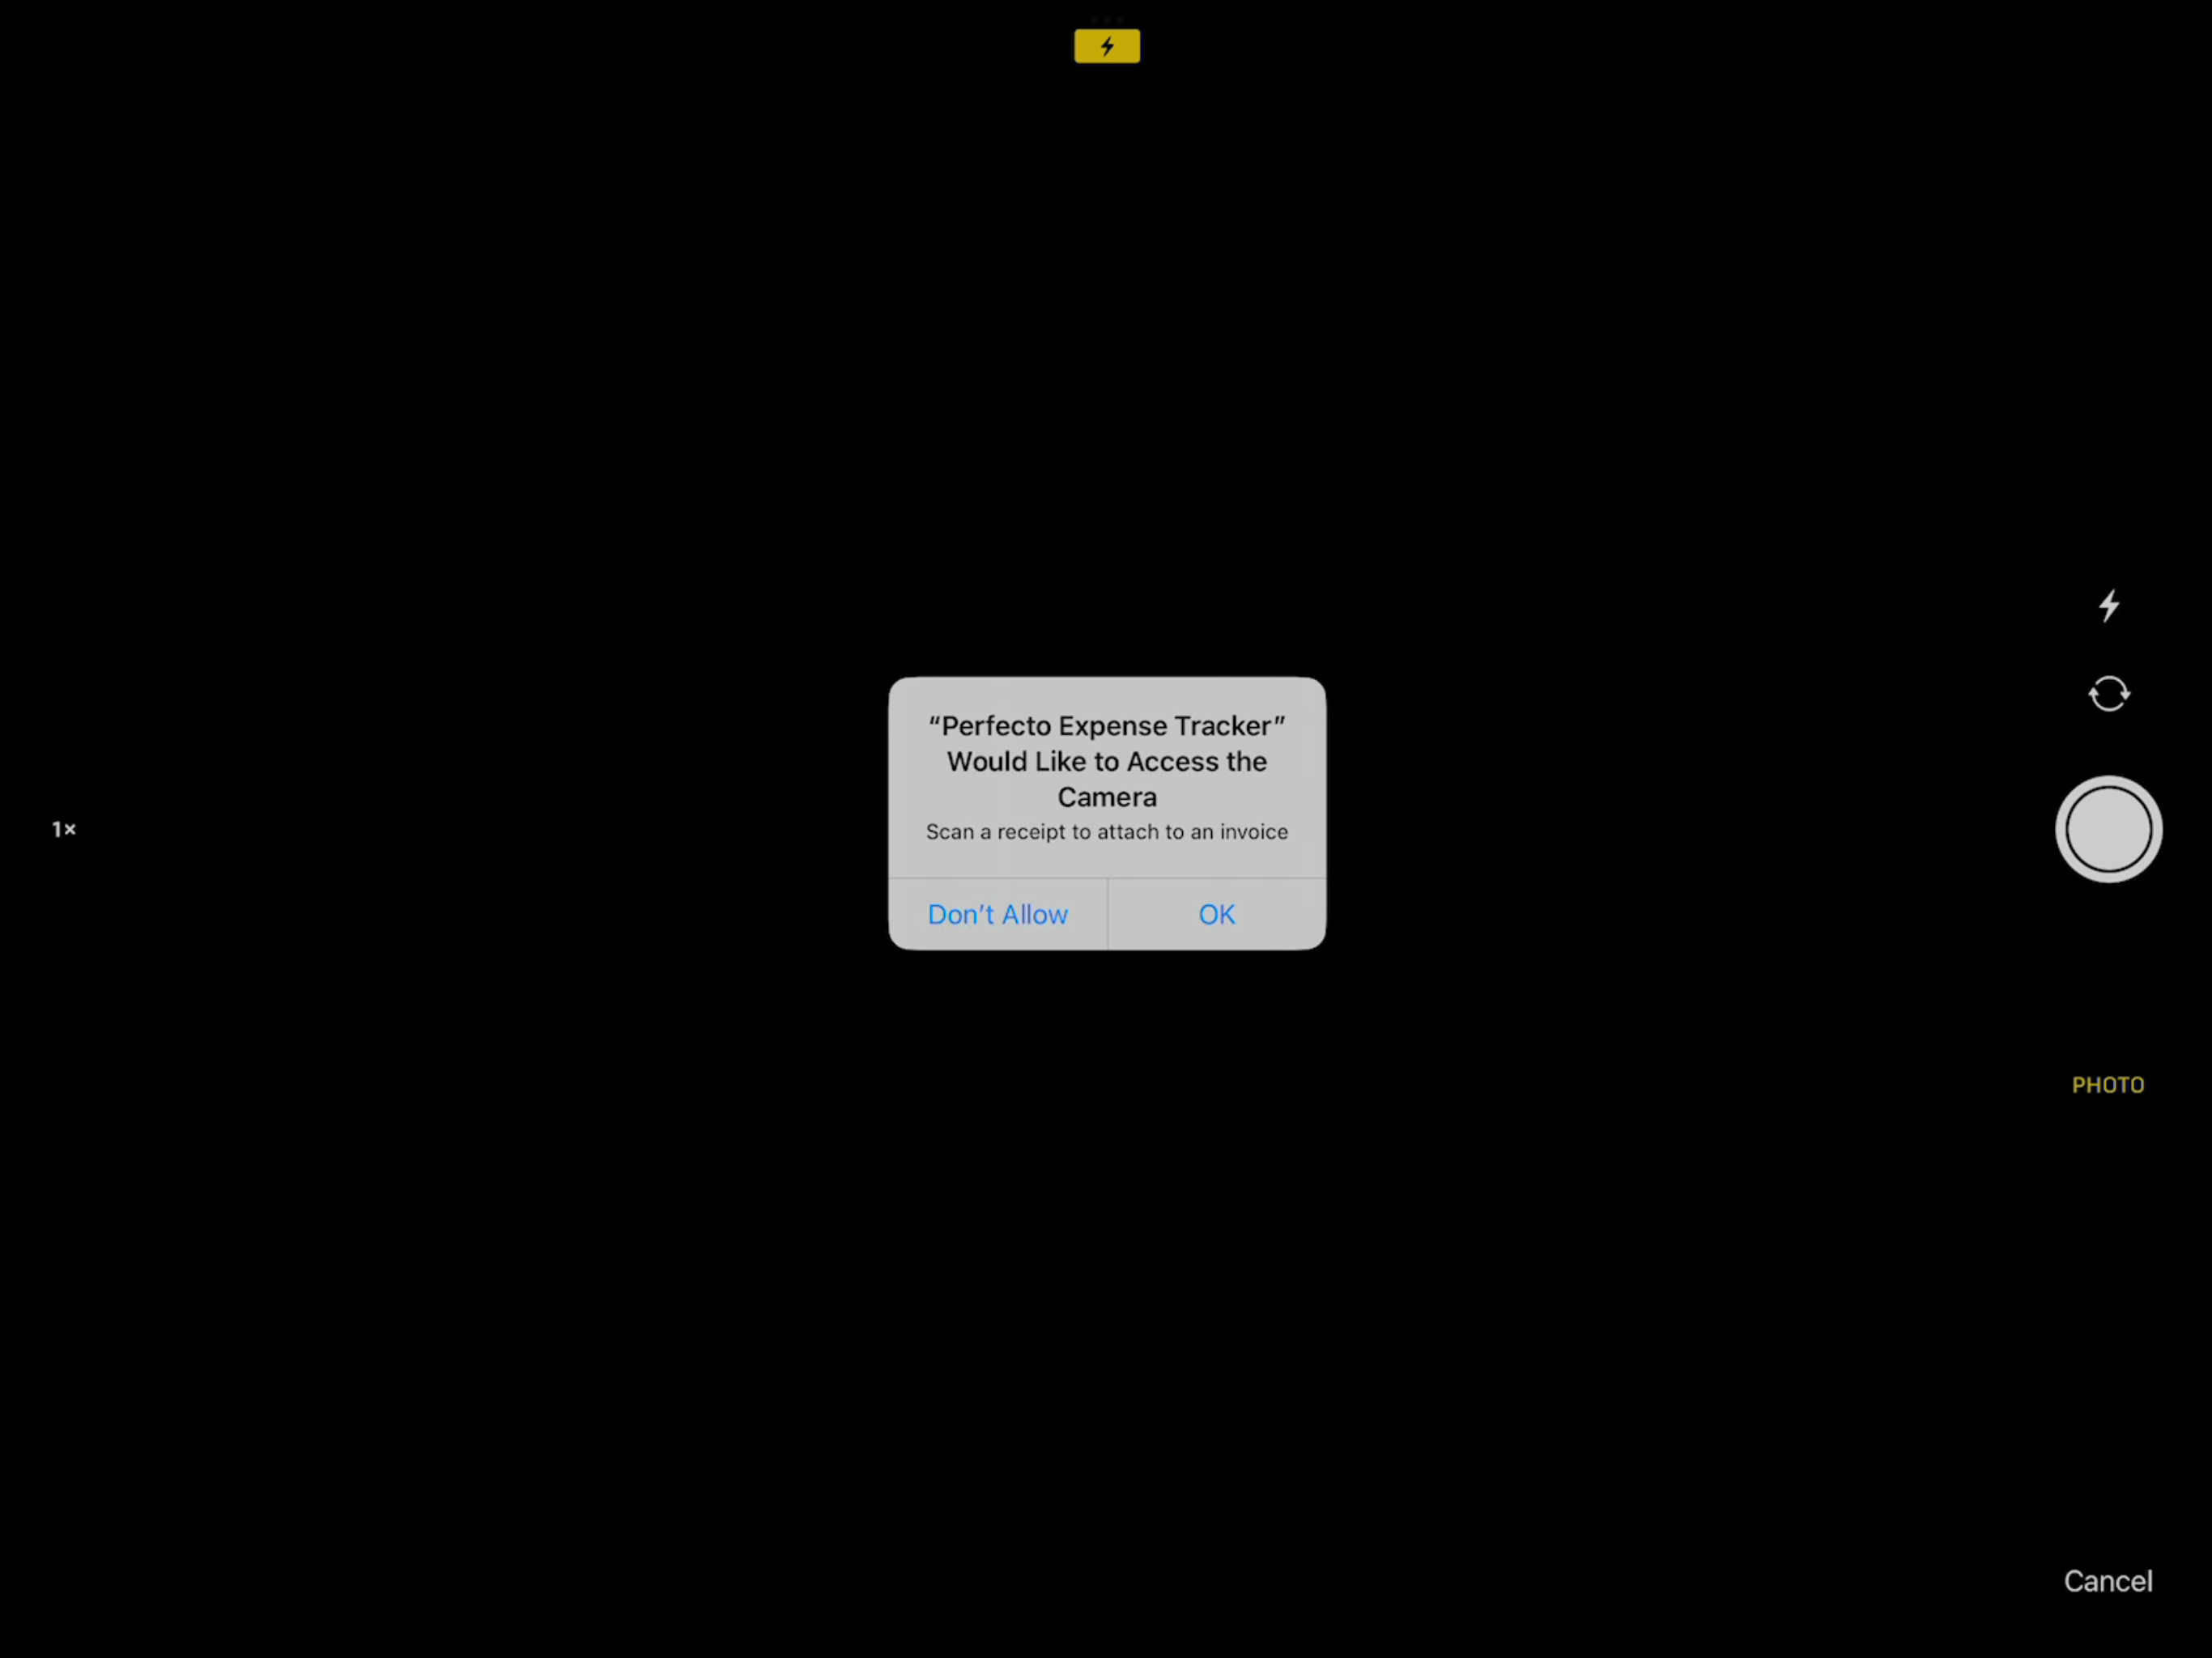 “Perfecto Expense Tracker”
Would Like to Access the
Camera
Scan a receipt to attach to an invoice
Don’t Allow
OK
1×
PHOTO
Cancel